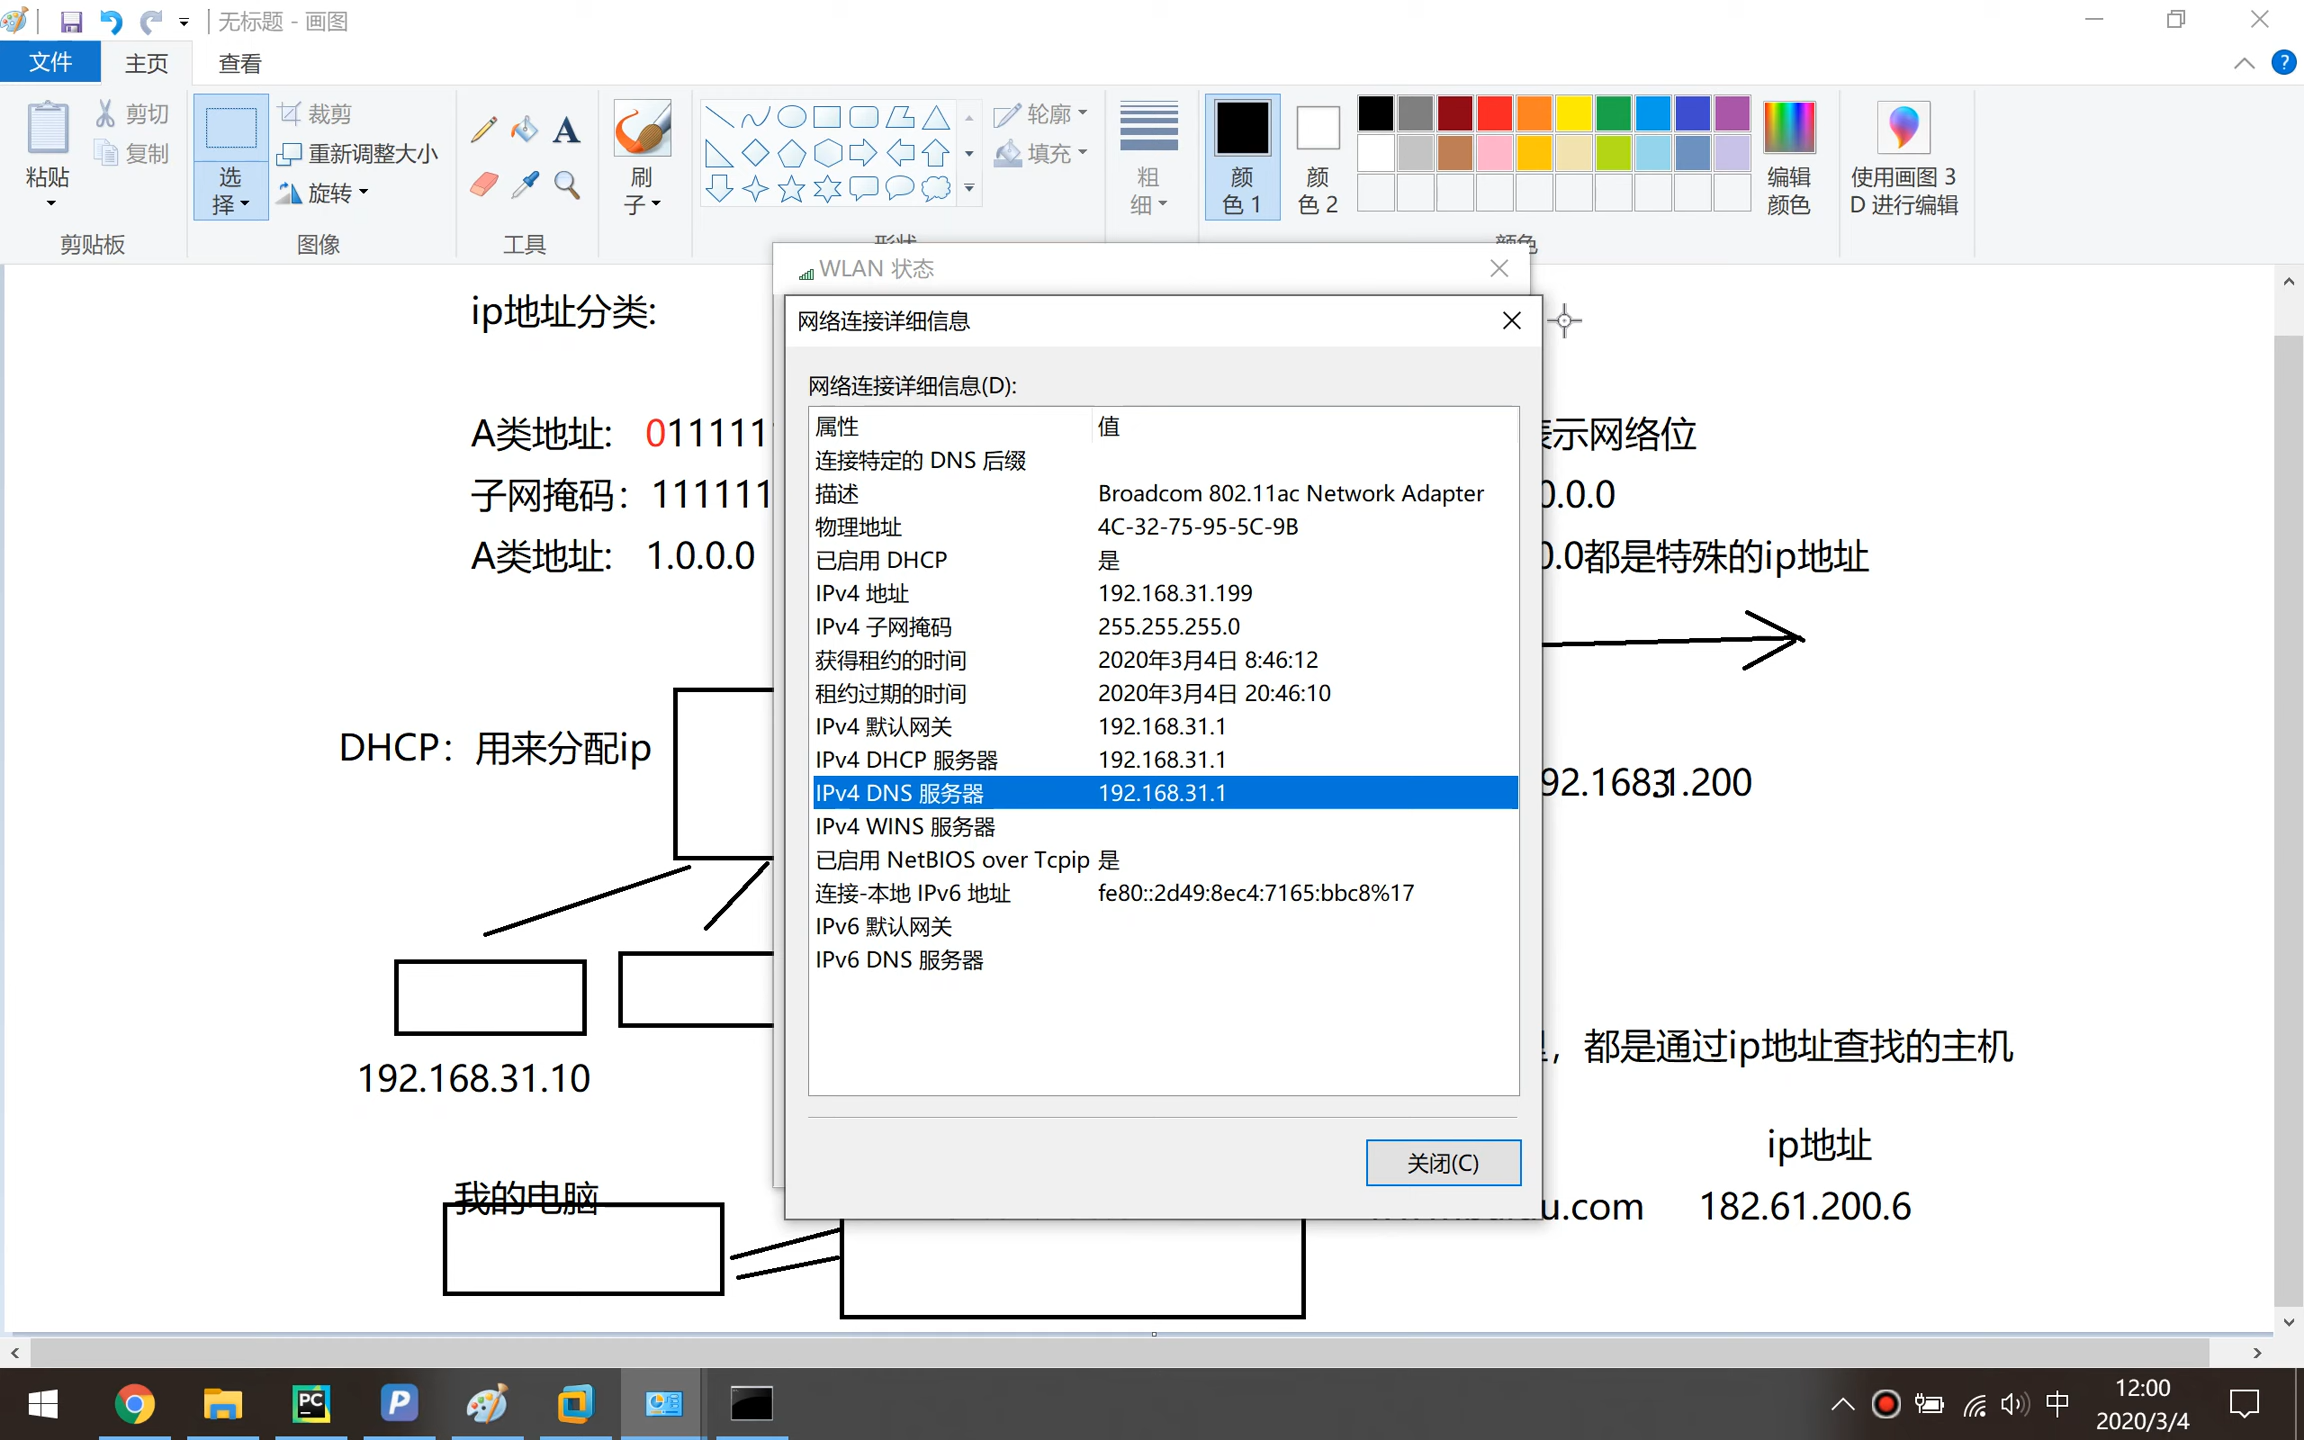 无标题 - 画图
文件 主页 查看
粘贴
剪切
复制
剪贴板
选择
裁剪
重新调整大小
旋转
图像
A
工具
刷子
轮廓
填充
粗细
颜色 1
颜色 2
编辑颜色
使用画图 3D 进行编辑
ip地址分类:
A类地址: 011111
子网掩码: 111111
A类地址: 1.0.0.0
示网络位
0.0.0
0.0都是特殊的ip地址
DHCP: 用来分配ip
192.168.31.10
我的电脑
都是通过ip地址查找的主机
ip地址
u.com 182.61.200.6
WLAN 状态
网络连接详细信息
网络连接详细信息(D):
属性 值
连接特定的 DNS 后缀
描述 Broadcom 802.11ac Network Adapter
物理地址 4C-32-75-95-5C-9B
已启用 DHCP 是
IPv4 地址 192.168.31.199
IPv4 子网掩码 255.255.255.0
获得租约的时间 2020年3月4日 8:46:12
租约过期的时间 2020年3月4日 20:46:10
IPv4 默认网关 192.168.31.1
IPv4 DHCP 服务器 192.168.31.1
IPv4 DNS 服务器 192.168.31.1
IPv4 WINS 服务器
已启用 NetBIOS over Tcpip 是
连接-本地 IPv6 地址 fe80::2d49:8ec4:7165:bbc8%17
IPv6 默认网关
IPv6 DNS 服务器
关闭(C)
PC
P
中
12:00
2020/3/4